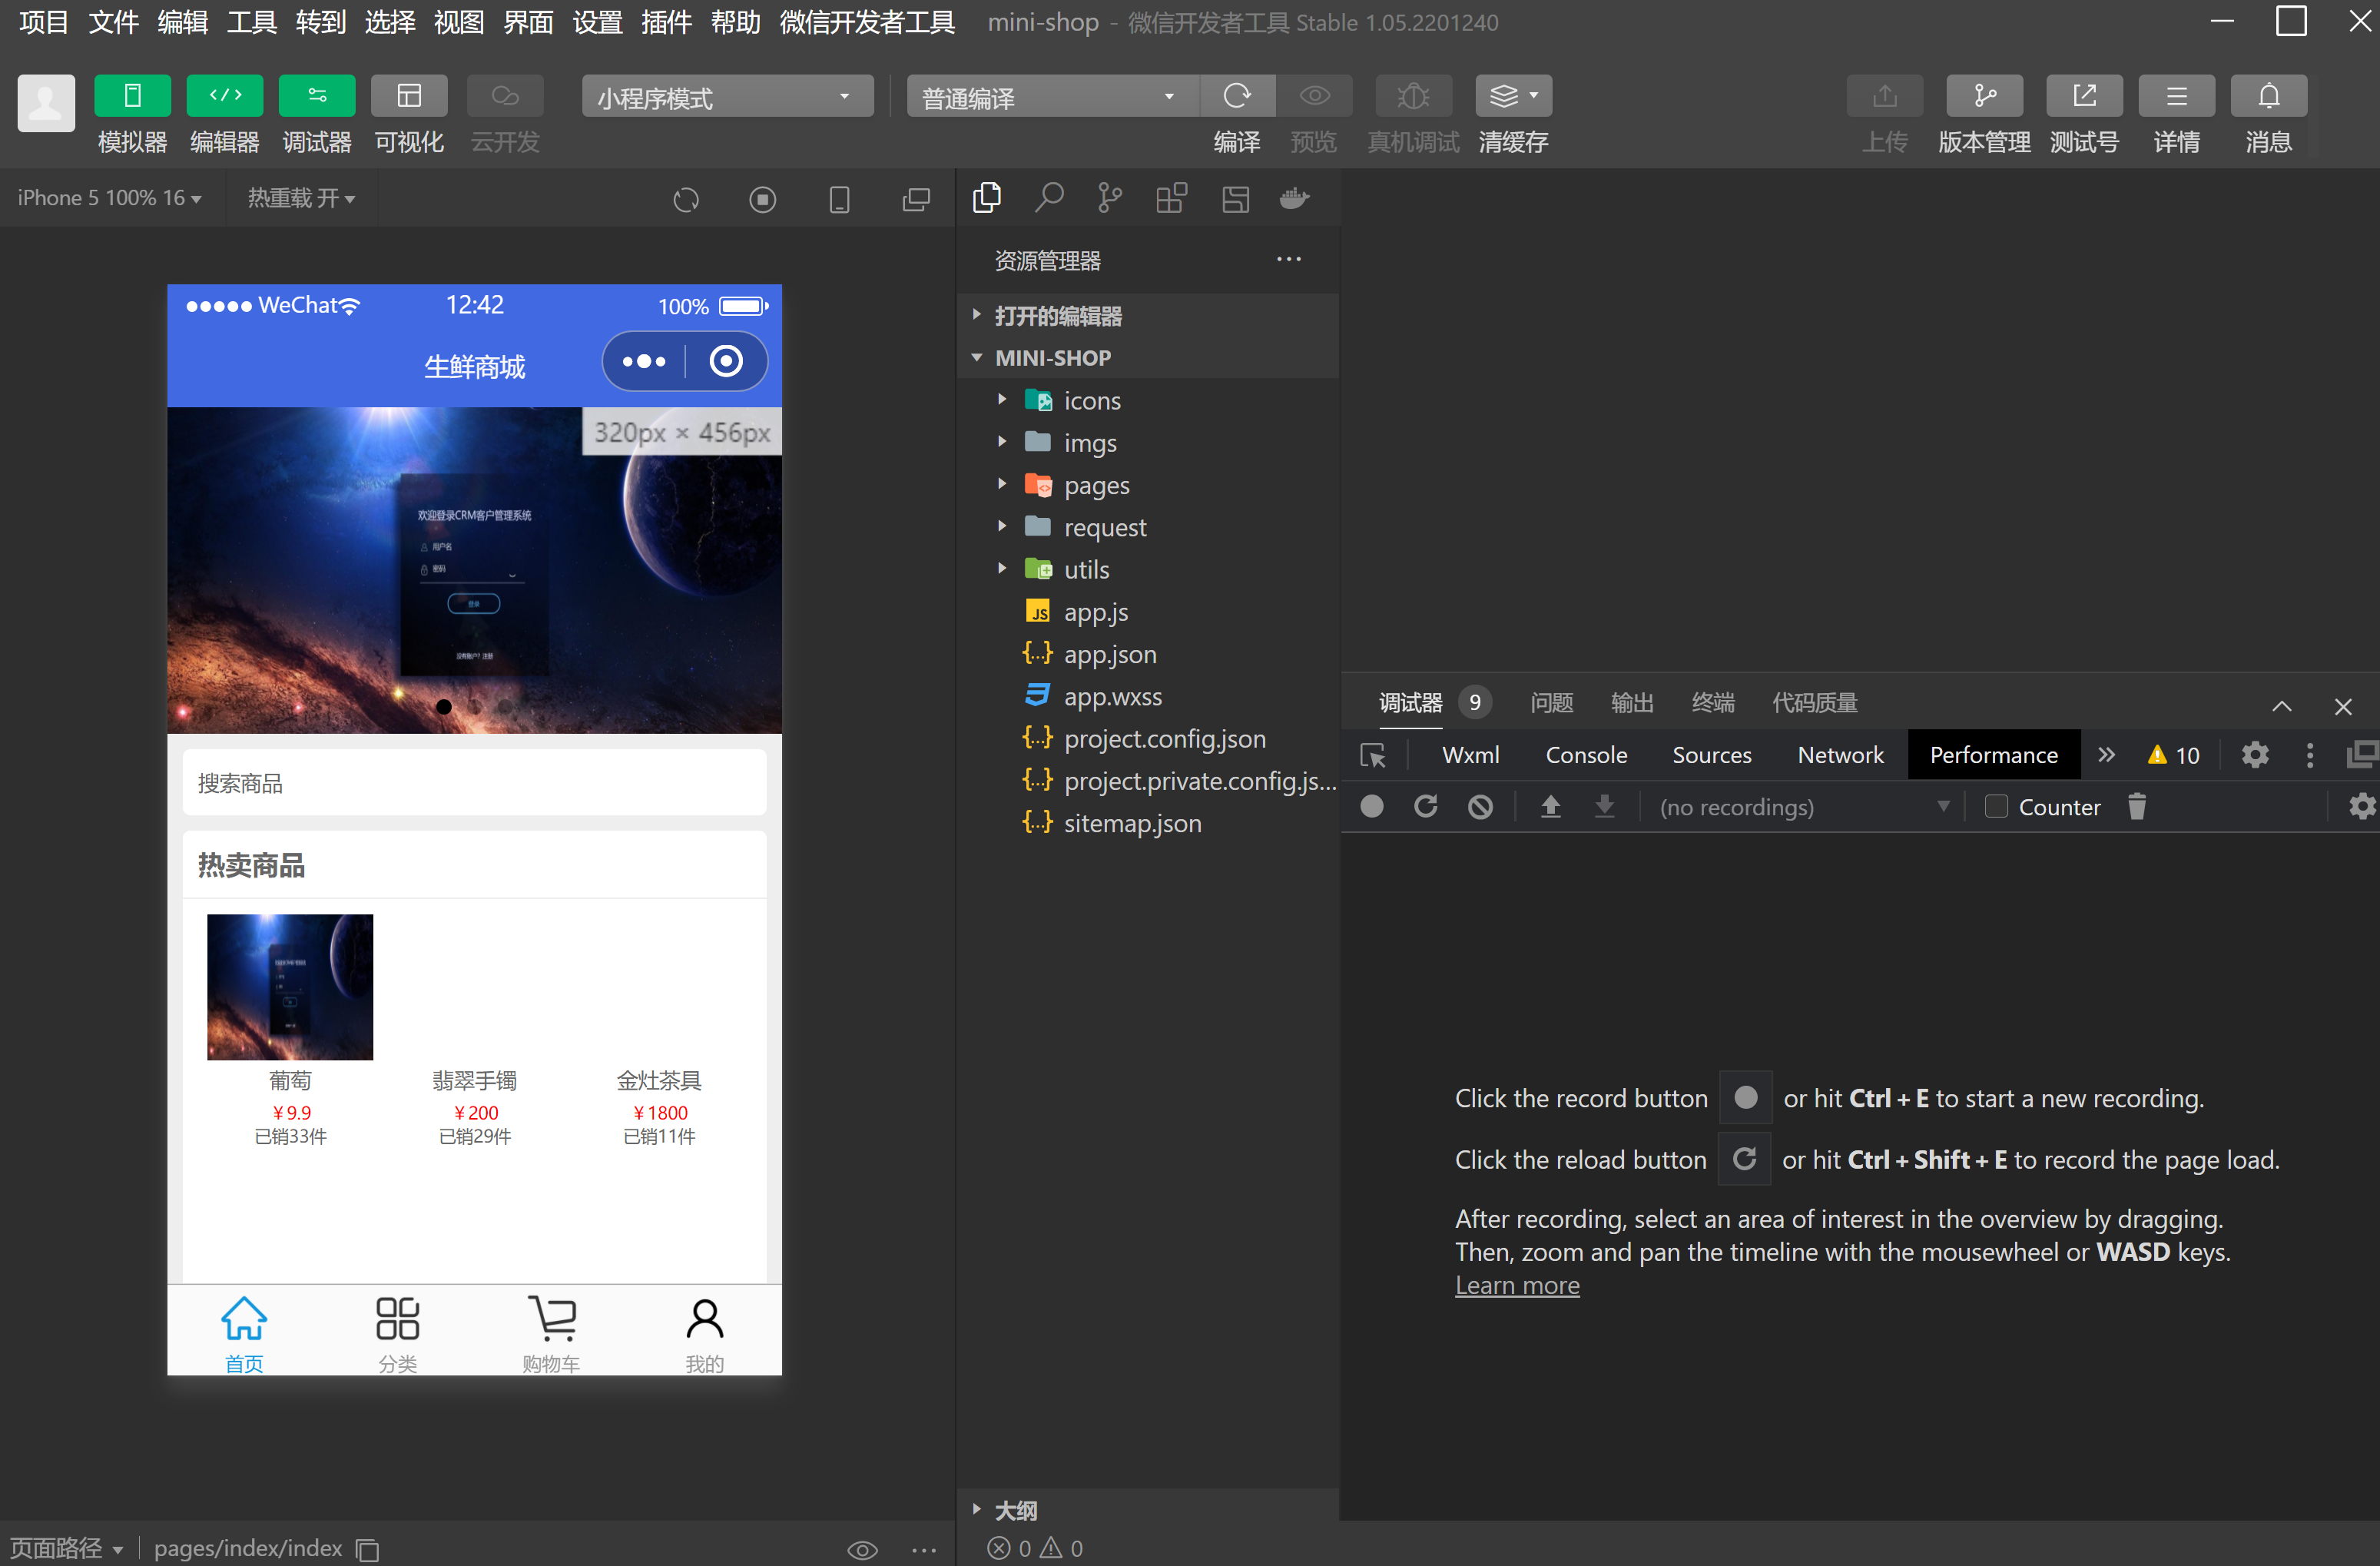 项目 文件 编辑 工具 转到 选择 视图 界面 设置 插件 帮助 微信开发者工具 mini-shop - 微信开发者工具 Stable 1.05.2201240
模拟器 编辑器 调试器 可视化 云开发
小程序模式
普通编译
编译 预览 真机调试 清缓存
上传 版本管理 测试号 详情 消息
iPhone 5 100% 16
热重载 开
WeChat 12:42 100%
生鲜商城
320px × 456px
欢迎登录CRM客户管理系统
用户名
密码
登录
没有账户? 注册
搜索商品
热卖商品
葡萄 翡翠手镯 金灶茶具
￥9.9 ￥200 ￥1800
已销33件 已销29件 已销11件
首页 分类 购物车 我的
页面路径 pages/index/index
资源管理器
打开的编辑器
MINI-SHOP
icons
imgs
pages
request
utils
JS app.js
{..} app.json
app.wxss
{..} project.config.json
{..} project.private.config.js...
{..} sitemap.json
大纲
0 0
调试器 9 问题 输出 终端 代码质量
Wxml Console Sources Network Performance 10
(no recordings) Counter
Click the record button or hit Ctrl + E to start a new recording.
Click the reload button or hit Ctrl + Shift + E to record the page load.
After recording, select an area of interest in the overview by dragging.
Then, zoom and pan the timeline with the mousewheel or WASD keys.
Learn more